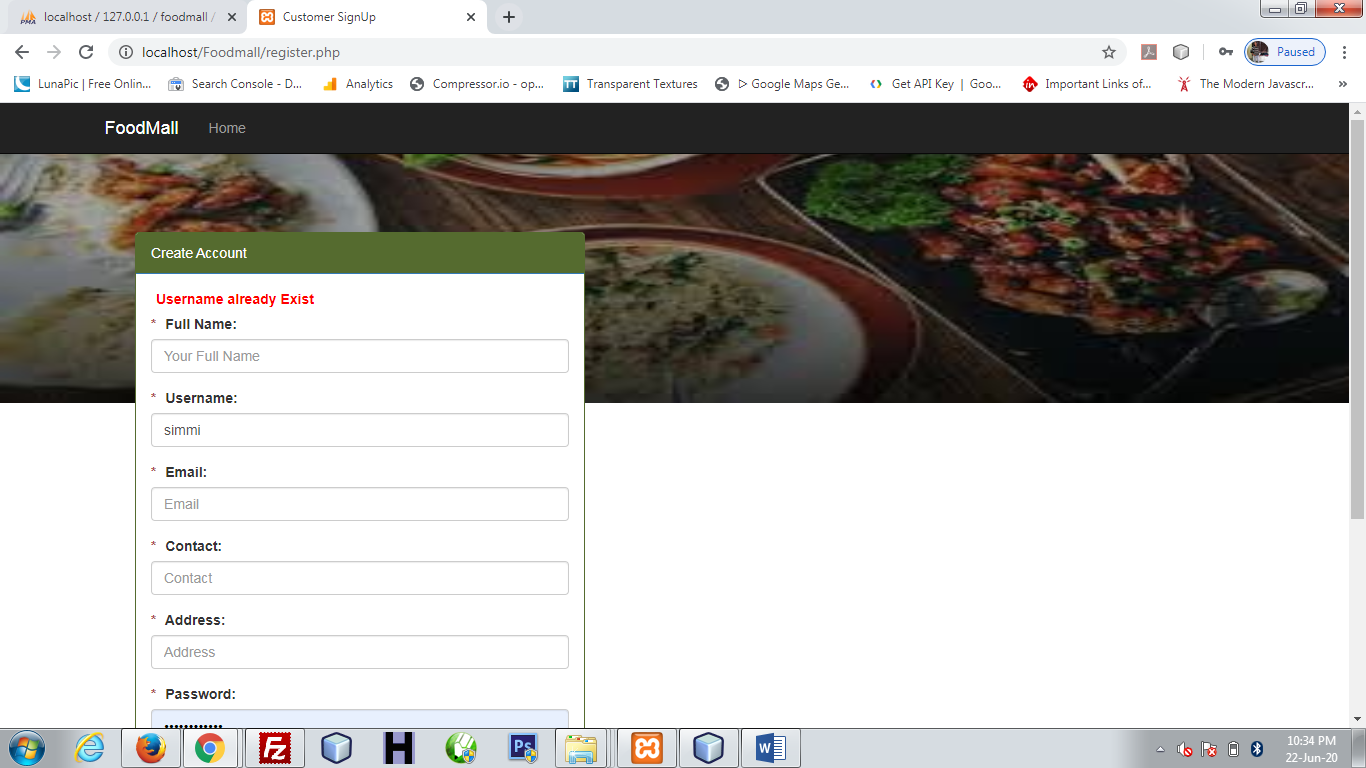 localhost / 127.0.0.1 / foodmall /
Customer SignUp
localhost/Foodmall/register.php
Paused
LunaPic | Free Onlin...
Search Console - D...
Analytics
Compressor.io - op...
TT
Transparent Textures
Google Maps Ge...
Get API Key | Goo...
Important Links of...
The Modern Javascr...
»
FoodMall
Home
Create Account
Username already Exist
* Full Name:
Your Full Name
* Username:
simmi
* Email:
Email
* Contact:
Contact
* Address:
Address
* Password:
••••••••••••
Fz
H
Ps
W
10:34 PM
22-Jun-20